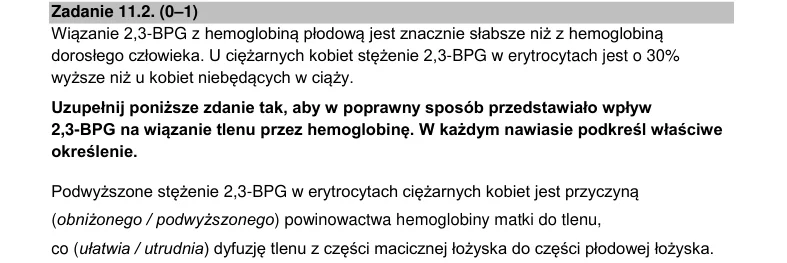 Zadanie 11.2. (0–1)
Wiązanie 2,3-BPG z hemoglobiną płodową jest znacznie słabsze niż z hemoglobiną
dorosłego człowieka. U ciężarnych kobiet stężenie 2,3-BPG w erytrocytach jest o 30%
wyższe niż u kobiet niebędących w ciąży.
Uzupełnij poniższe zdanie tak, aby w poprawny sposób przedstawiało wpływ
2,3-BPG na wiązanie tlenu przez hemoglobinę. W każdym nawiasie podkreśl właściwe
określenie.
Podwyższone stężenie 2,3-BPG w erytrocytach ciężarnych kobiet jest przyczyną
(obniżonego / podwyższonego) powinowactwa hemoglobiny matki do tlenu,
co (ułatwia / utrudnia) dyfuzję tlenu z części macicznej łożyska do części płodowej łożyska.